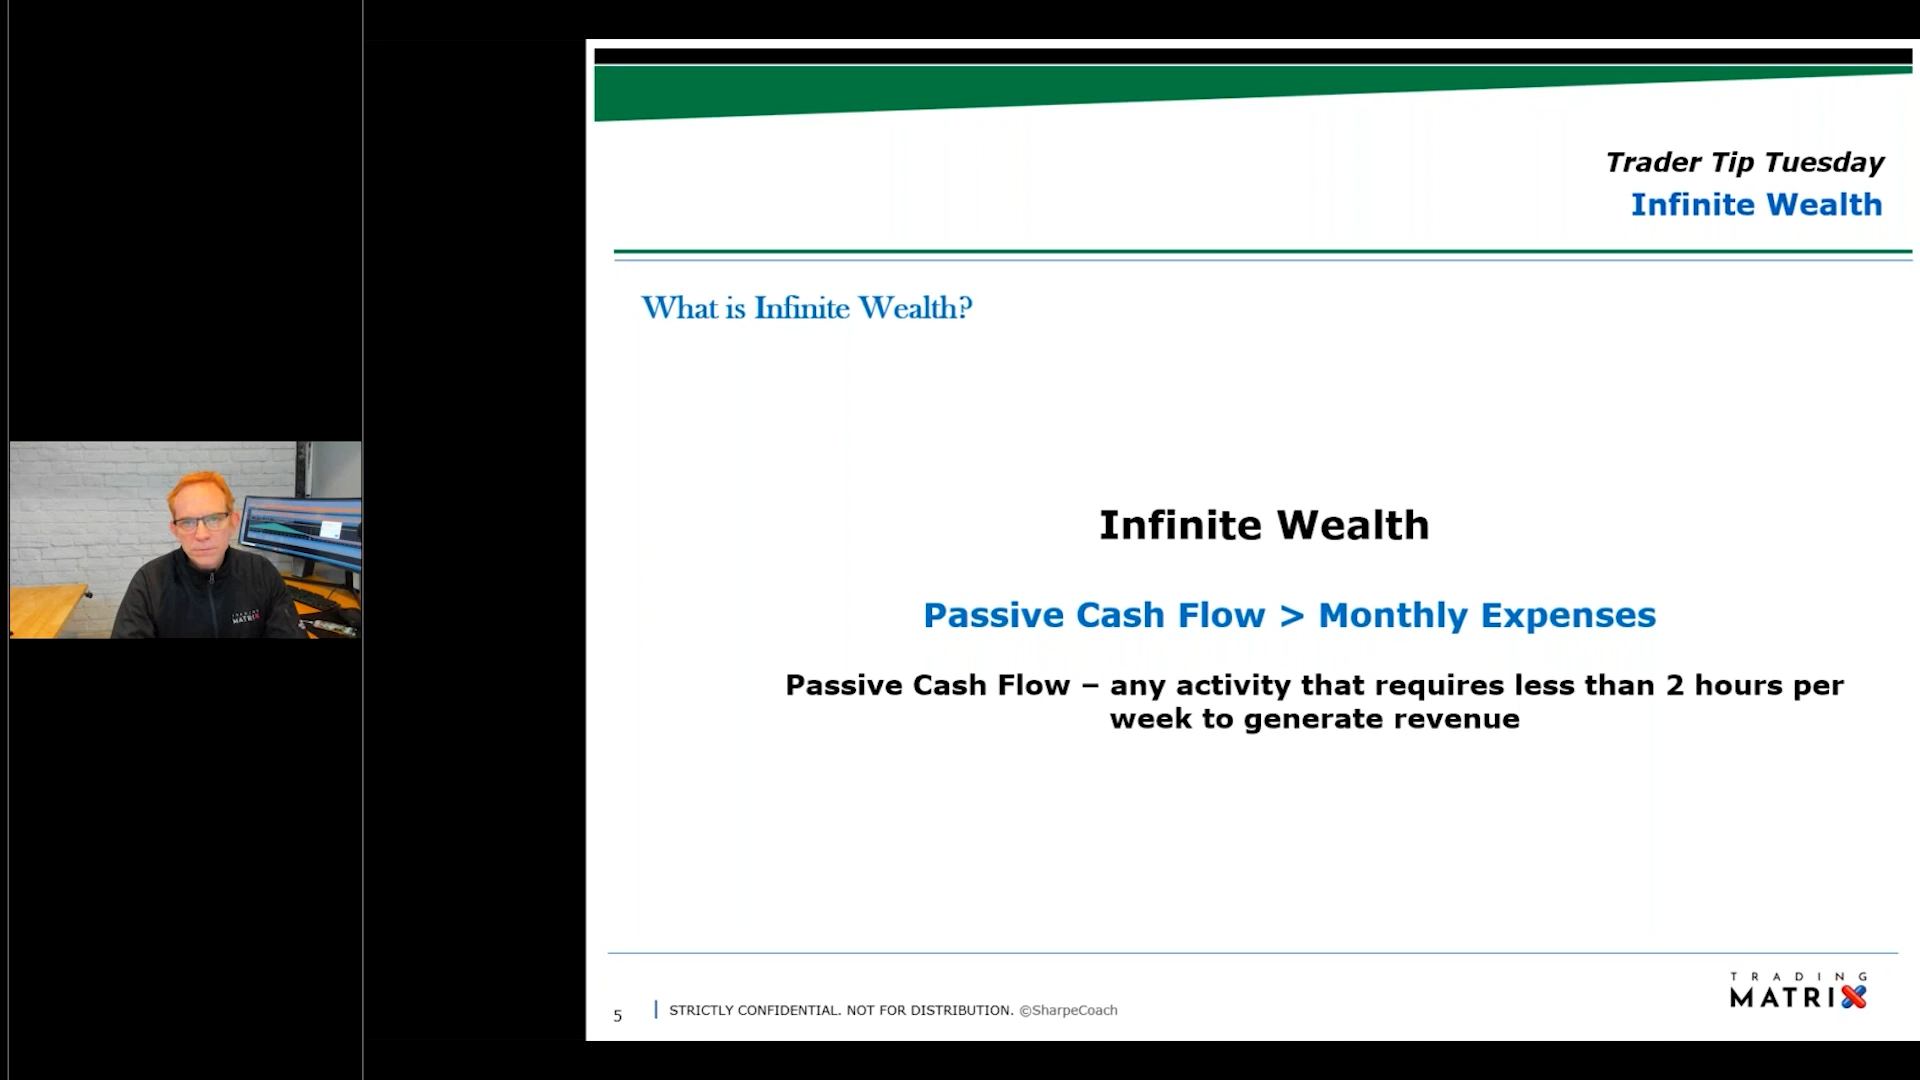 Trader Tip Tuesday
Infinite Wealth
What is Infinite Wealth?
Infinite Wealth
Passive Cash Flow > Monthly Expenses
Passive Cash Flow – any activity that requires less than 2 hours per
week to generate revenue
5
STRICTLY CONFIDENTIAL. NOT FOR DISTRIBUTION. ©SharpeCoach
TRADING
MATRIX
TRADING
MATRIX